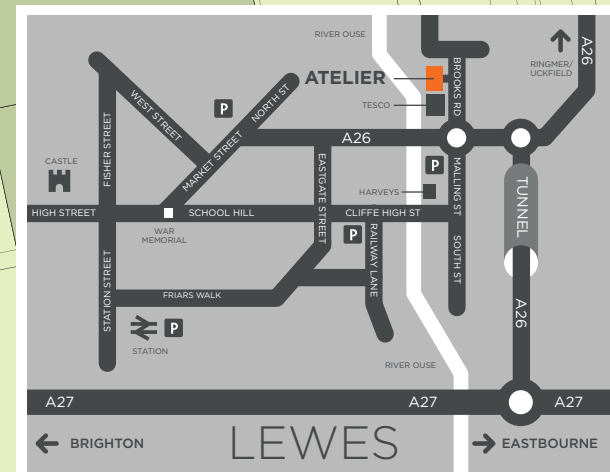 RIVER OUSE
A26
RINGMER/
UCKFIELD
ATELIER
BROOKS RD
TESCO
WEST STREET
NORTH ST
P
FISHER STREET
MARKET STREET
A26
CASTLE
EASTGATE STREET
P
MALLING ST
HARVEYS
TUNNEL
HIGH STREET
SCHOOL HILL
CLIFFE HIGH ST
WAR
MEMORIAL
P
RAILWAY LANE
SOUTH ST
STATION STREET
FRIARS WALK
A26
P
STATION
RIVER OUSE
A27
A27
A27
BRIGHTON
LEWES
EASTBOURNE